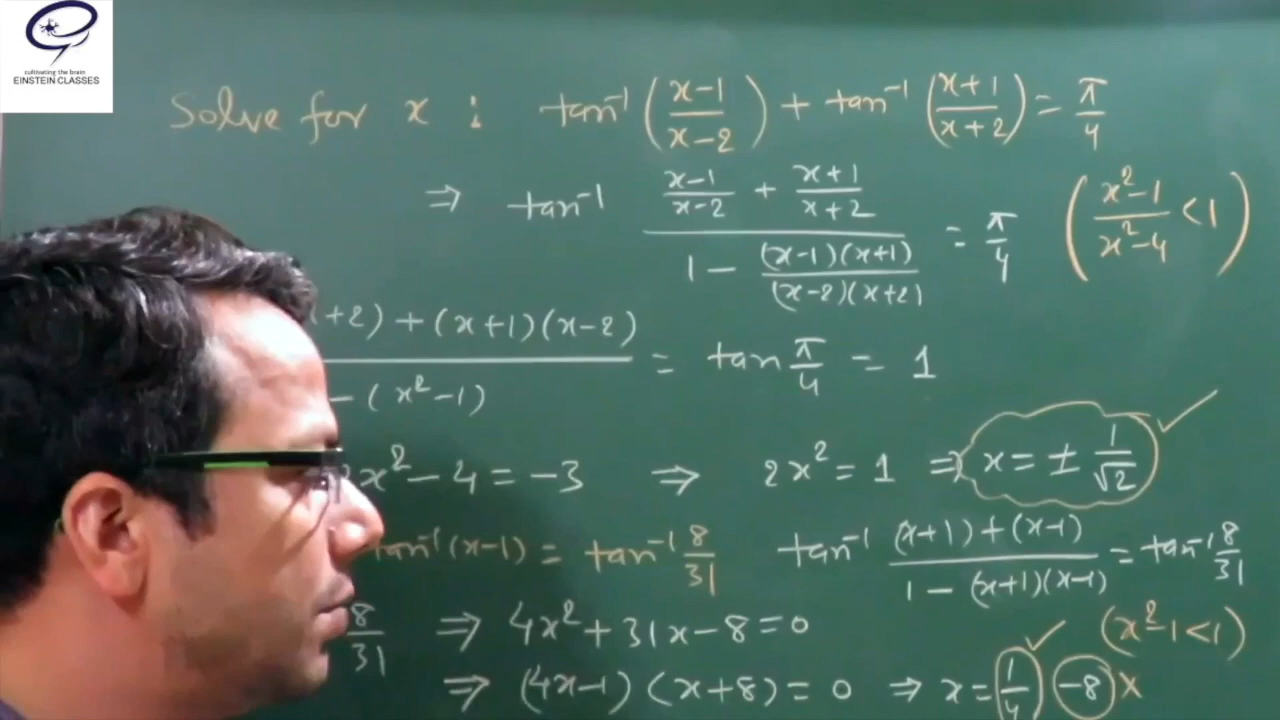 cultivating the brain
EINSTEIN CLASSES
Solve for x : tan⁻¹((x-1)/(x-2)) + tan⁻¹((x+1)/(x+2)) = π/4
⇒ tan⁻¹ ((x-1)/(x-2) + (x+1)/(x+2))/(1 - ((x-1)(x+1))/((x-2)(x+2))) = π/4 ((x²-1)/(x²-4) < 1)
+2) + (x+1)(x-2) / - (x²-1) = tan π/4 = 1
2x² - 4 = -3 ⇒ 2x² = 1 ⇒ x = ± 1/√2 ✓
tan⁻¹(x-1) = tan⁻¹ 8/31 tan⁻¹ ((x+1) + (x-1))/(1 - (x+1)(x-1)) = tan⁻¹ 8/31
8/31 ⇒ 4x² + 31x - 8 = 0 (x²-1 < 1)
⇒ (4x-1)(x+8) = 0 ⇒ x = 1/4 ✓ -8 ×